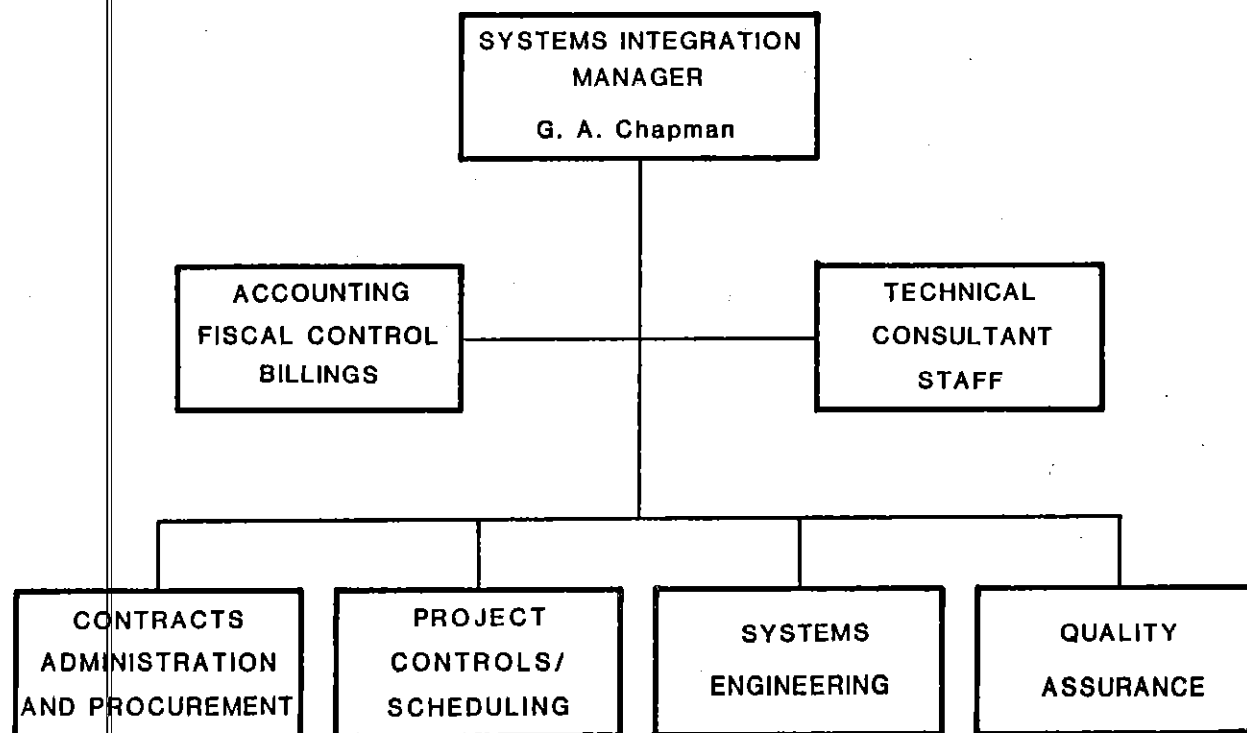 SYSTEMS INTEGRATION
MANAGER
G. A. Chapman
ACCOUNTING
FISCAL CONTROL
BILLINGS
TECHNICAL
CONSULTANT
STAFF
CONTRACTS
ADMINISTRATION
AND PROCUREMENT
PROJECT
CONTROLS/
SCHEDULING
SYSTEMS
ENGINEERING
QUALITY
ASSURANCE